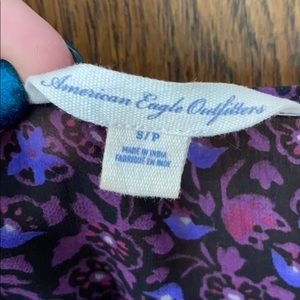 American Eagle Outfitters
S/P
MADE IN INDIA
FABRIQUÉ EN INDE